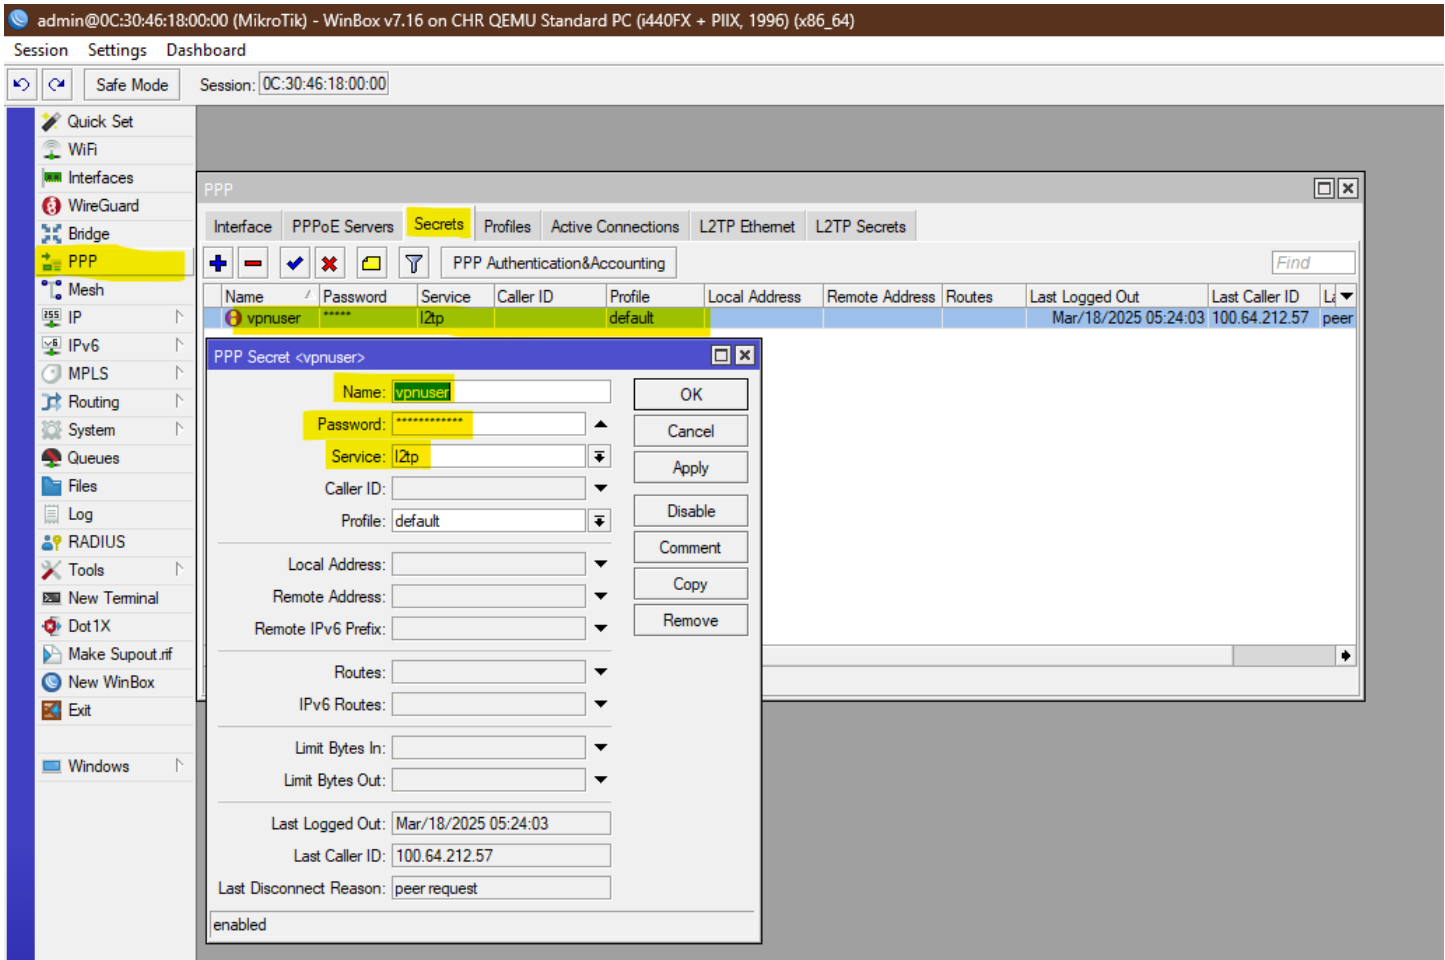 admin@0C:30:46:18:00:00 (MikroTik) - WinBox v7.16 on CHR QEMU Standard PC (i440FX + PIIX, 1996) (x86_64)
Session Settings Dashboard
Safe Mode Session: 0C:30:46:18:00:00
Quick Set
WiFi
Interfaces
WireGuard
Bridge
PPP
Mesh
255 IP
v6 IPv6
MPLS
Routing
System
Queues
Files
Log
RADIUS
Tools
New Terminal
Dot1X
Make Supout.rif
New WinBox
Exit
Windows
PPP
Interface PPPoE Servers Secrets Profiles Active Connections L2TP Ethernet L2TP Secrets
PPP Authentication&Accounting Find
Name Password Service Caller ID Profile Local Address Remote Address Routes Last Logged Out Last Caller ID La
vpnuser ***** l2tp default Mar/18/2025 05:24:03 100.64.212.57 peer
PPP Secret <vpnuser>
Name: vpnuser
Password: ************
Service: l2tp
Caller ID:
Profile: default
Local Address:
Remote Address:
Remote IPv6 Prefix:
Routes:
IPv6 Routes:
Limit Bytes In:
Limit Bytes Out:
Last Logged Out: Mar/18/2025 05:24:03
Last Caller ID: 100.64.212.57
Last Disconnect Reason: peer request
enabled
OK
Cancel
Apply
Disable
Comment
Copy
Remove